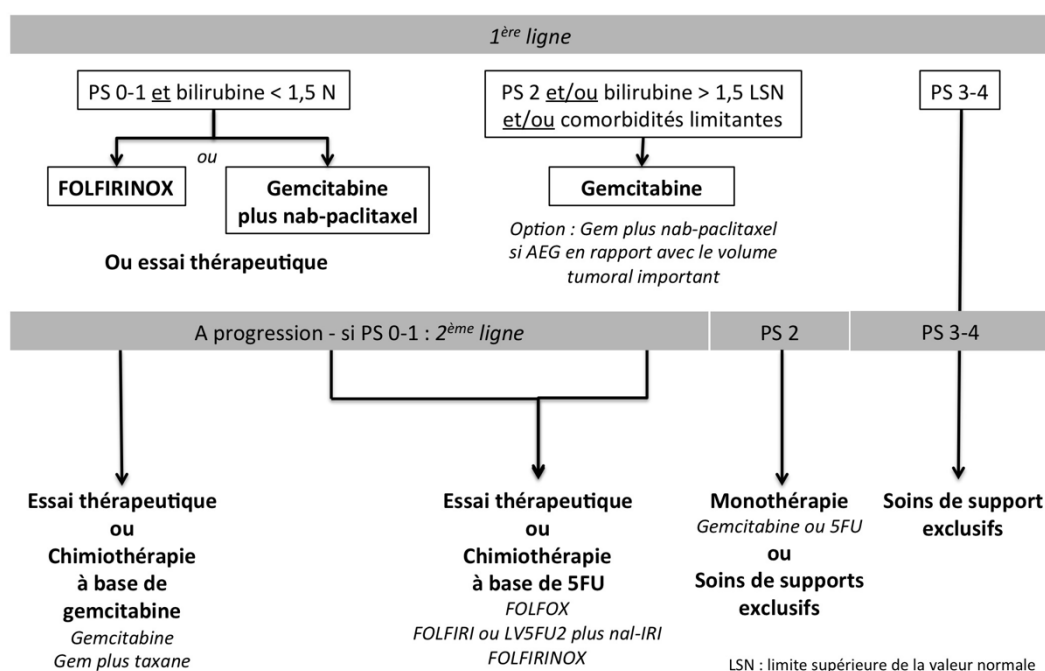 1ère ligne
PS 0-1 et bilirubine < 1,5 N
ou
FOLFIRINOX
Gemcitabine
plus nab-paclitaxel
Ou essai thérapeutique
PS 2 et/ou bilirubine > 1,5 LSN
et/ou comorbidités limitantes
Gemcitabine
Option : Gem plus nab-paclitaxel
si AEG en rapport avec le volume
tumoral important
PS 3-4
A progression - si PS 0-1 : 2ème ligne
PS 2
PS 3-4
Essai thérapeutique
ou
Chimiothérapie
à base de
gemcitabine
Gemcitabine
Gem plus taxane
Essai thérapeutique
ou
Chimiothérapie
à base de 5FU
FOLFOX
FOLFIRI ou LV5FU2 plus nal-IRI
FOLFIRINOX
Monothérapie
Gemcitabine ou 5FU
ou
Soins de supports
exclusifs
Soins de support
exclusifs
LSN : limite supérieure de la valeur normale